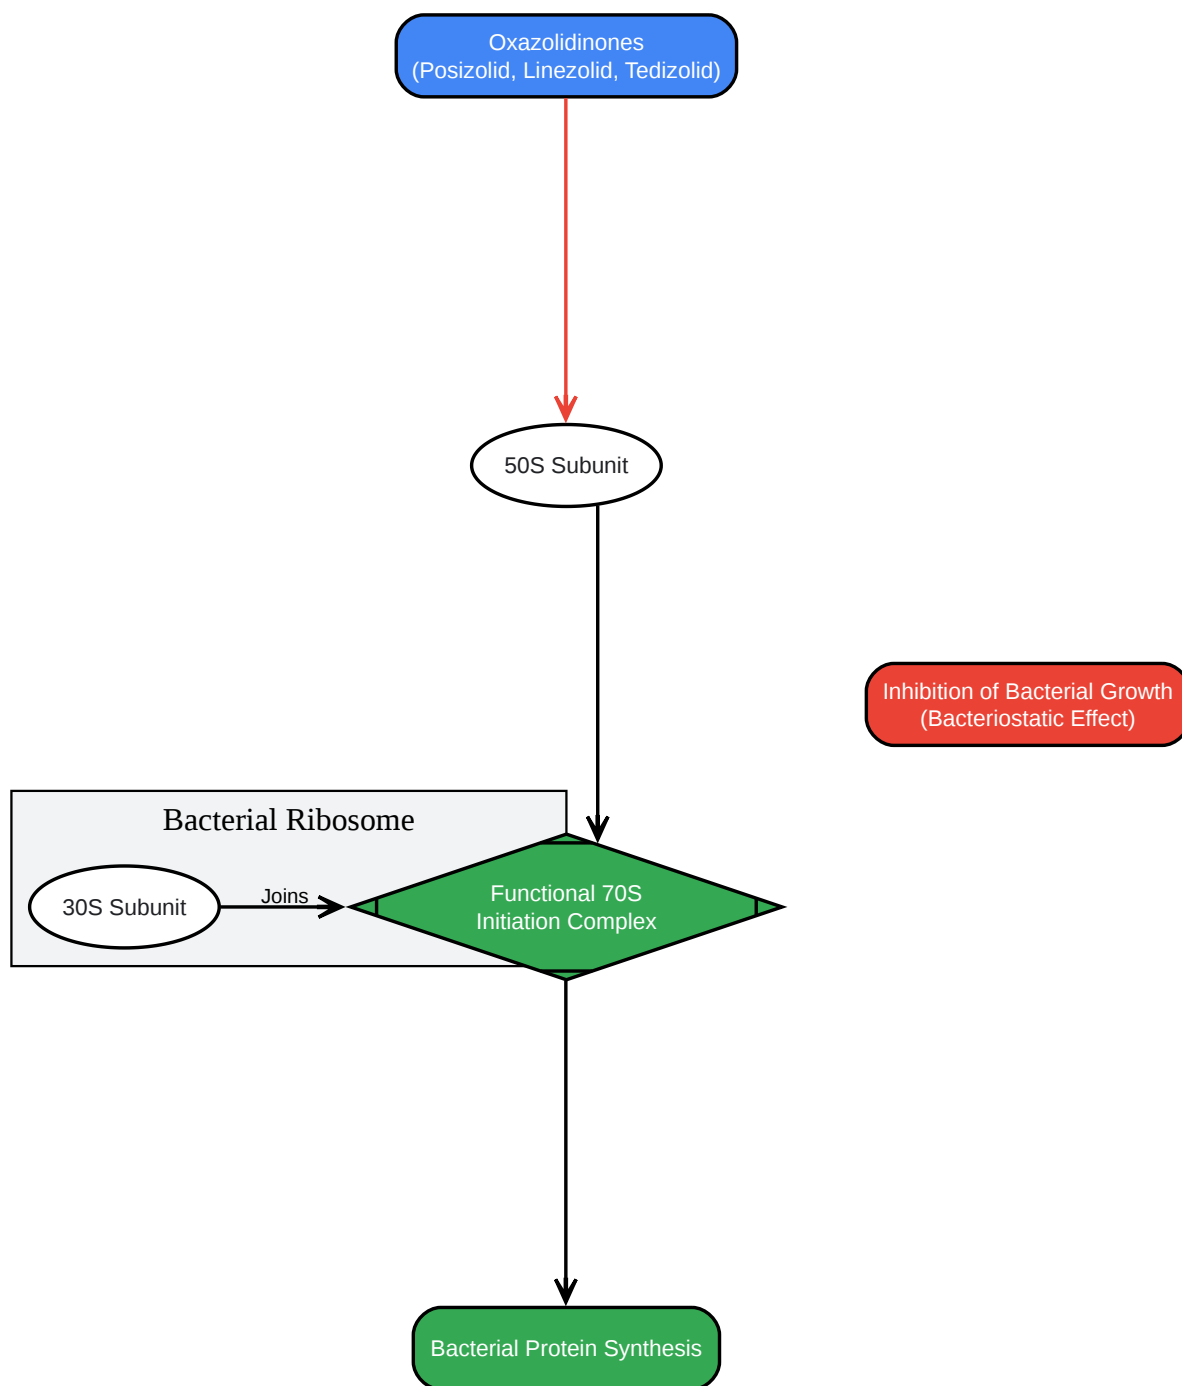 Oxazolidinones
(Posizolid, Linezolid, Tedizolid)
50S Subunit
Inhibition of Bacterial Growth
(Bacteriostatic Effect)
Bacterial Ribosome
30S Subunit
Joins
Functional 70S
Initiation Complex
Bacterial Protein Synthesis